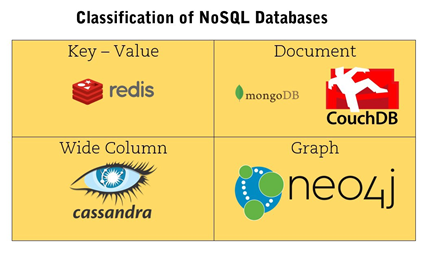 Classification of NoSQL Databases
Key – Value
redis
Document
mongoDB
CouchDB
Wide Column
cassandra
Graph
neo4j